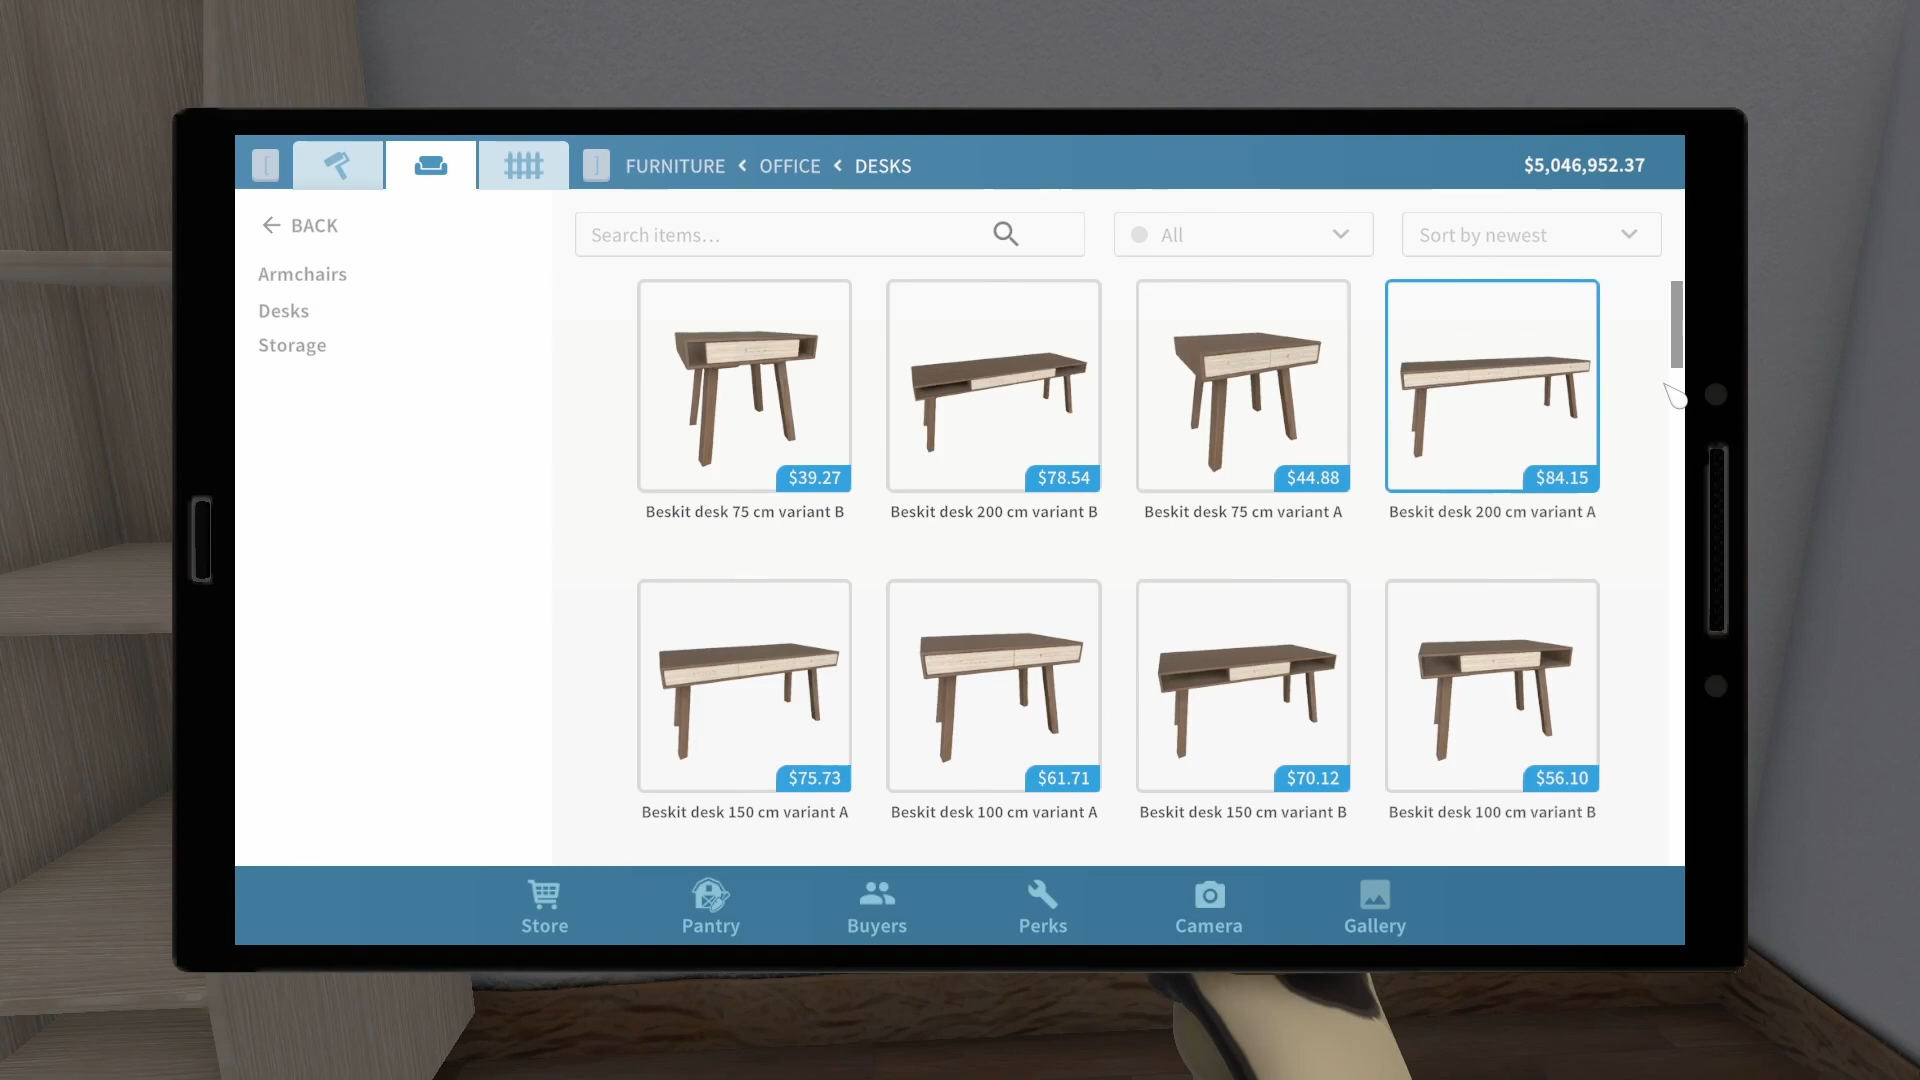 [
]
FURNITURE < OFFICE < DESKS
$5,046,952.37
BACK
Armchairs
Desks
Storage
Search items...
All
Sort by newest
$39.27
$78.54
$44.88
$84.15
Beskit desk 75 cm variant B
Beskit desk 200 cm variant B
Beskit desk 75 cm variant A
Beskit desk 200 cm variant A
$75.73
$61.71
$70.12
$56.10
Beskit desk 150 cm variant A
Beskit desk 100 cm variant A
Beskit desk 150 cm variant B
Beskit desk 100 cm variant B
Store
Pantry
Buyers
Perks
Camera
Gallery